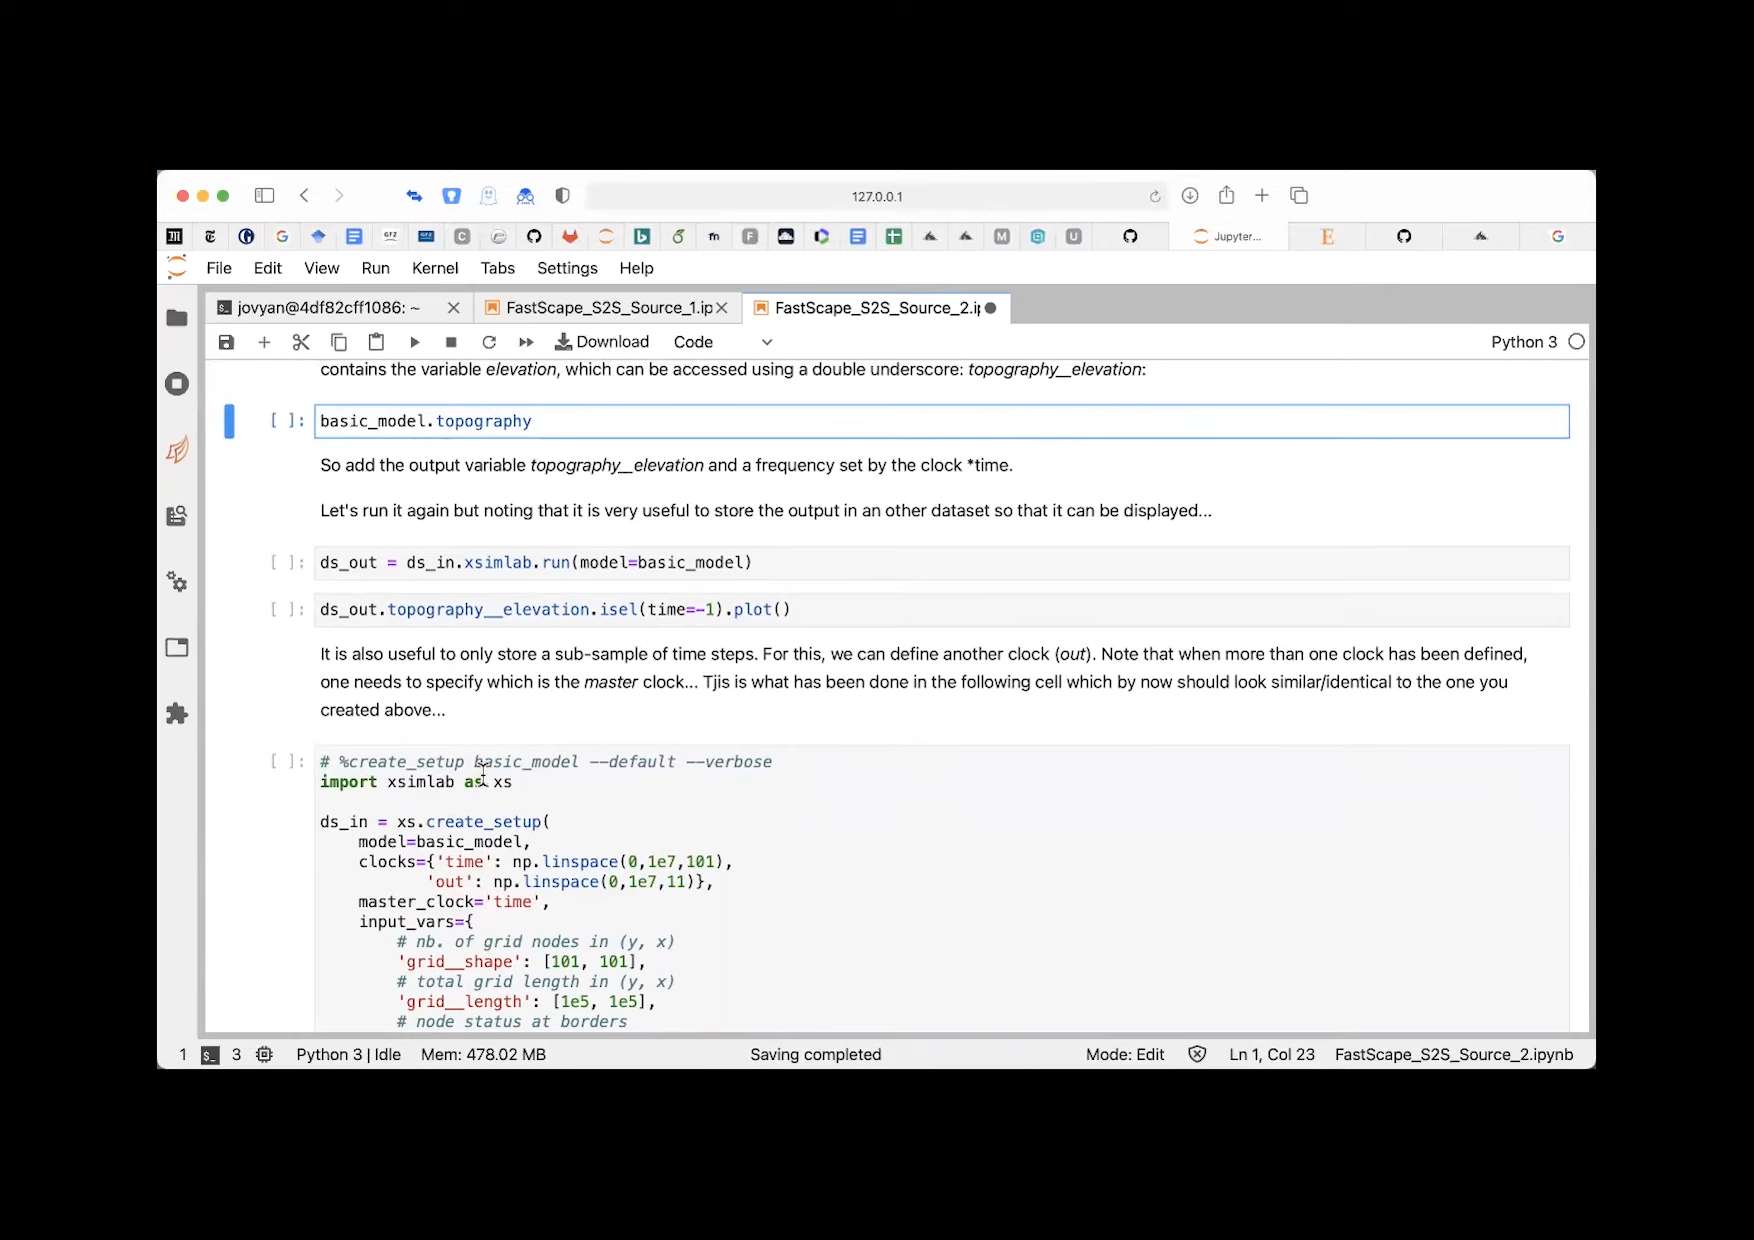 127.0.0.1
Jupyter...
File Edit View Run Kernel Tabs Settings Help
jovyan@4df82cff1086: ~ FastScape_S2S_Source_1.ip FastScape_S2S_Source_2.ip
Download Code Python 3
contains the variable elevation, which can be accessed using a double underscore: topography__elevation:
[ ]: basic_model.topography
So add the output variable topography__elevation and a frequency set by the clock *time.
Let's run it again but noting that it is very useful to store the output in an other dataset so that it can be displayed...
[ ]: ds_out = ds_in.xsimlab.run(model=basic_model)
[ ]: ds_out.topography__elevation.isel(time=-1).plot()
It is also useful to only store a sub-sample of time steps. For this, we can define another clock (out). Note that when more than one clock has been defined,
one needs to specify which is the master clock... Tjis is what has been done in the following cell which by now should look similar/identical to the one you
created above...
[ ]: # %create_setup basic_model --default --verbose
import xsimlab as xs
ds_in = xs.create_setup(
model=basic_model,
clocks={'time': np.linspace(0,1e7,101),
'out': np.linspace(0,1e7,11)},
master_clock='time',
input_vars={
# nb. of grid nodes in (y, x)
'grid__shape': [101, 101],
# total grid length in (y, x)
'grid__length': [1e5, 1e5],
# node status at borders
1 3 Python 3 | Idle Mem: 478.02 MB Saving completed Mode: Edit Ln 1, Col 23 FastScape_S2S_Source_2.ipynb